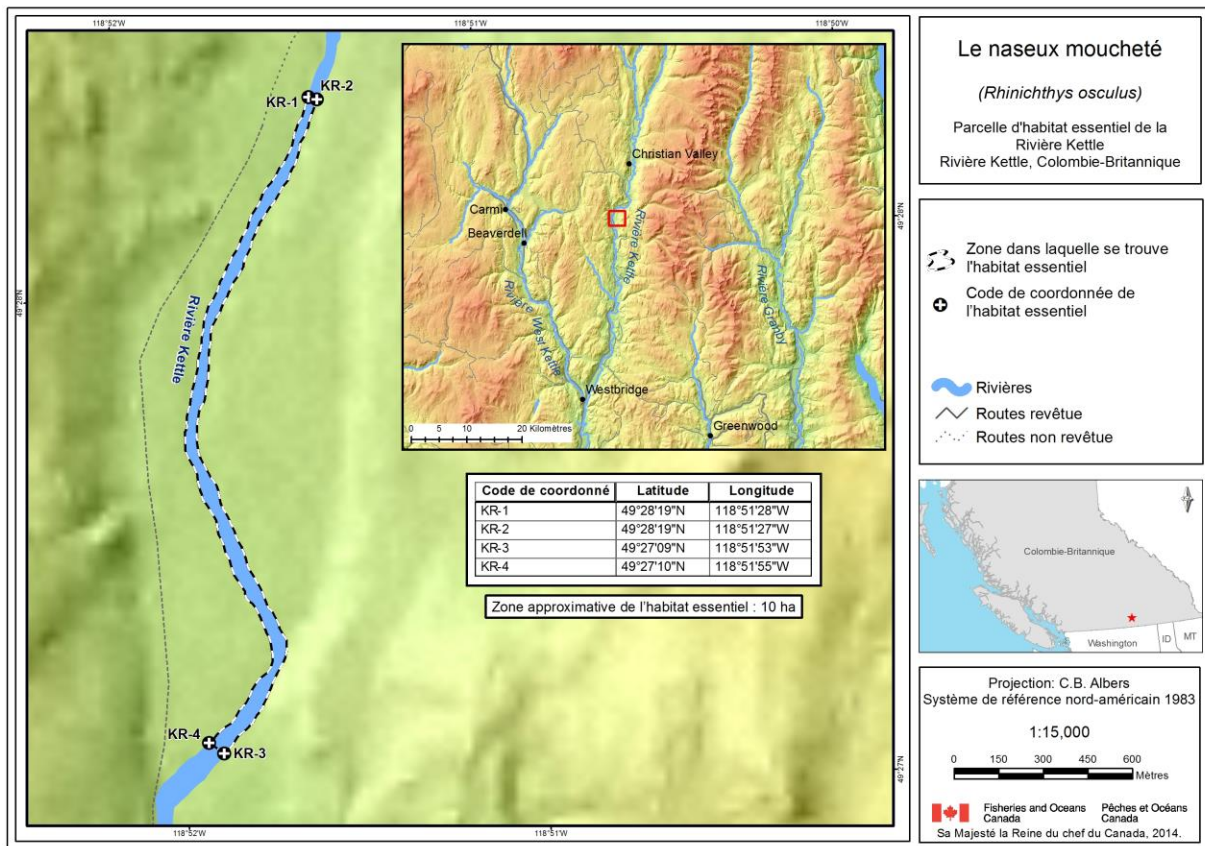 118°52'W
118°51'W
118°50'W
KR-2
KR-1
Rivière Kettle
49°28'N
49°28'N
KR-4
KR-3
49°27'N
118°52'W
118°51'W
Christian Valley
Carmi
Beaverdell
Rivière Kettle
Rivière West Kettle
Rivière Granby
Westbridge
Greenwood
0 5 10 20 Kilomètres
Code de coordonné Latitude Longitude
KR-1 49°28'19"N 118°51'28"W
KR-2 49°28'19"N 118°51'27"W
KR-3 49°27'09"N 118°51'53"W
KR-4 49°27'10"N 118°51'55"W
Zone approximative de l'habitat essentiel : 10 ha
Le naseux moucheté
(Rhinichthys osculus)
Parcelle d'habitat essentiel de la
Rivière Kettle
Rivière Kettle, Colombie-Britannique
Zone dans laquelle se trouve
l'habitat essentiel
Code de coordonnée de
l'habitat essentiel
Rivières
Routes revêtue
Routes non revêtue
Colombie-Britannique
Washington
ID
MT
Projection: C.B. Albers
Système de référence nord-américain 1983
1:15,000
0 150 300 450 600
Mètres
Fisheries and Oceans Pêches et Océans
Canada Canada
Sa Majesté la Reine du chef du Canada, 2014.